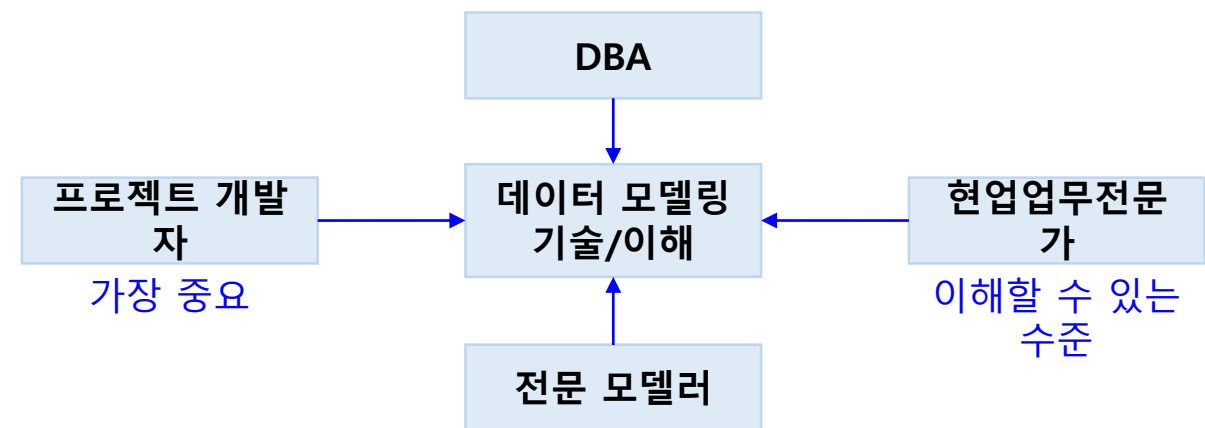 DBA
프로젝트 개발
자
가장 중요
데이터 모델링
기술/이해
현업업무전문
가
이해할 수 있는
수준
전문 모델러